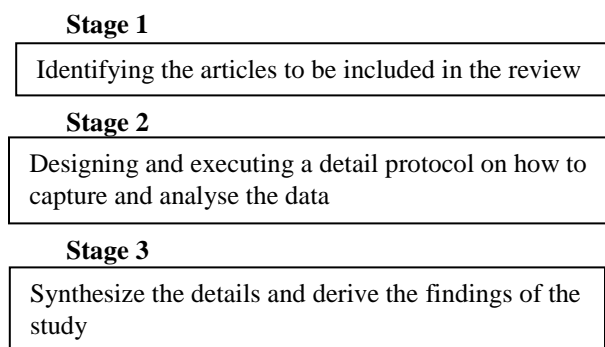 Stage 1
Identifying the articles to be included in the review
Stage 2
Designing and executing a detail protocol on how to
capture and analyse the data
Stage 3
Synthesize the details and derive the findings of the
study